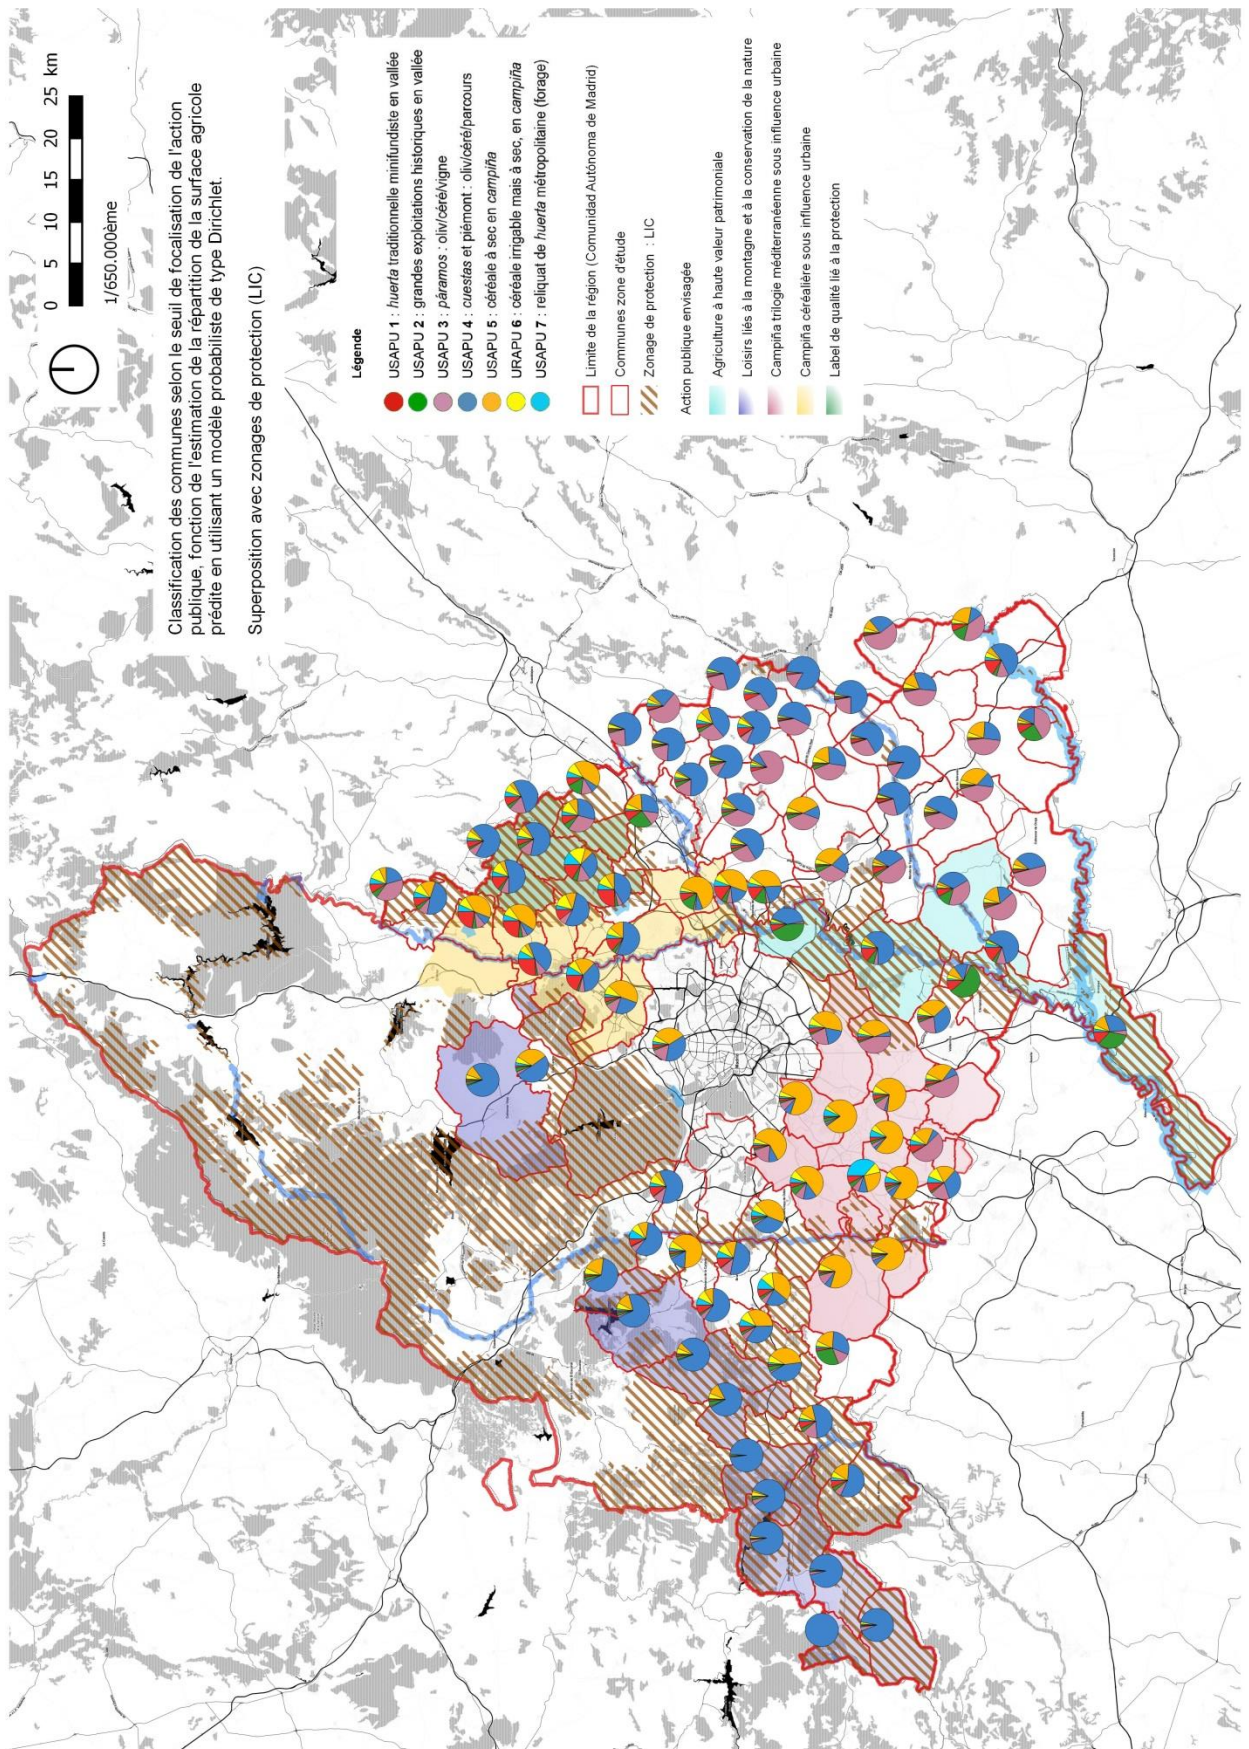 0 5 10 15 20 25 km
1/650.000ème
Classification des communes selon le seuil de focalisation de l'action
publique, fonction de l'estimation de la répartition de la surface agricole
prédite en utilisant un modèle probabiliste de type Dirichlet.
Superposition avec zonages de protection (LIC)
Légende
USAPU 1 : huerta traditionnelle minifundiste en vallée
USAPU 2 : grandes exploitations historiques en vallée
USAPU 3 : páramos : oliv/céré/vigne
USAPU 4 : cuestas et piémont : oliv/céré/parcours
USAPU 5 : céréale à sec en campiña
URAPU 6 : céréale irrigable mais à sec, en campiña
USAPU 7 : reliquat de huerta métropolitaine (forage)
Limite de la région (Comunidad Autónoma de Madrid)
Communes zone d'étude
Zonage de protection : LIC
Action publique envisagée
Agriculture à haute valeur patrimoniale
Loisirs liés à la montagne et à la conservation de la nature
Campiña trilogie méditerranéenne sous influence urbaine
Campiña céréalière sous influence urbaine
Label de qualité lié à la protection